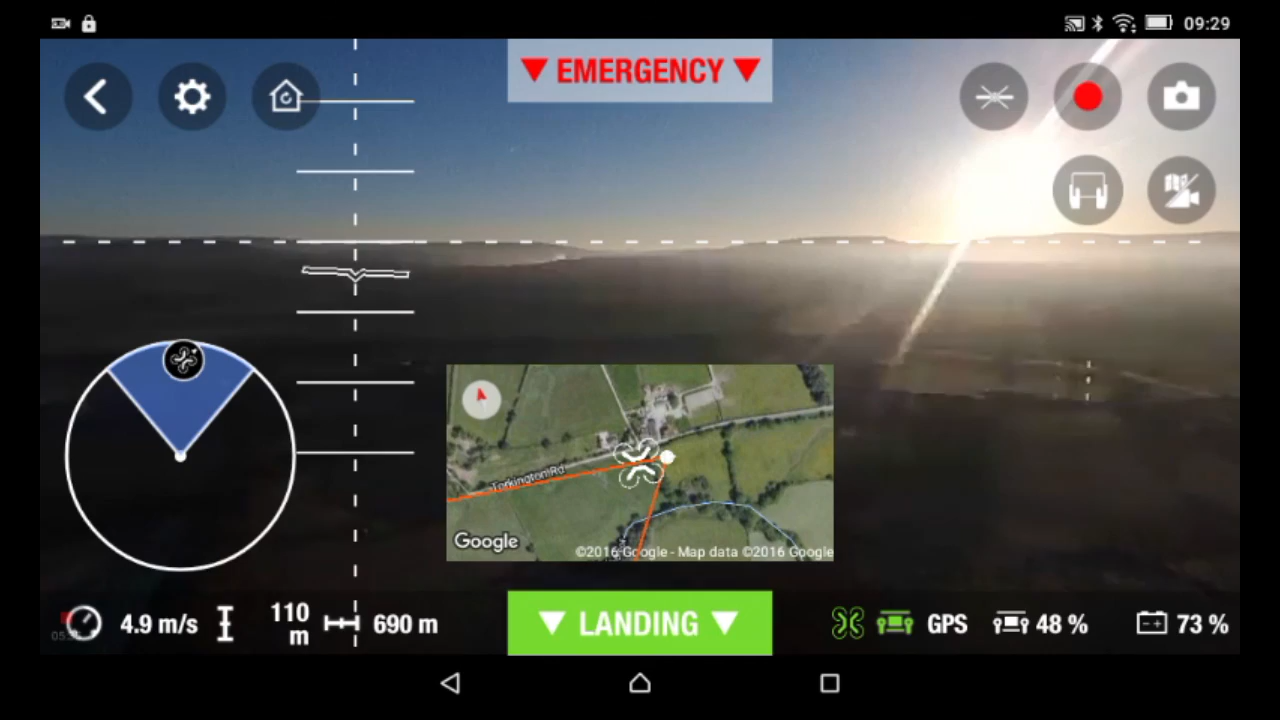 09:29
EMERGENCY
Torkington Rd
Google
©2016 Google - Map data ©2016 Google
4.9 m/s
110
m
690 m
LANDING
GPS
48 %
73 %